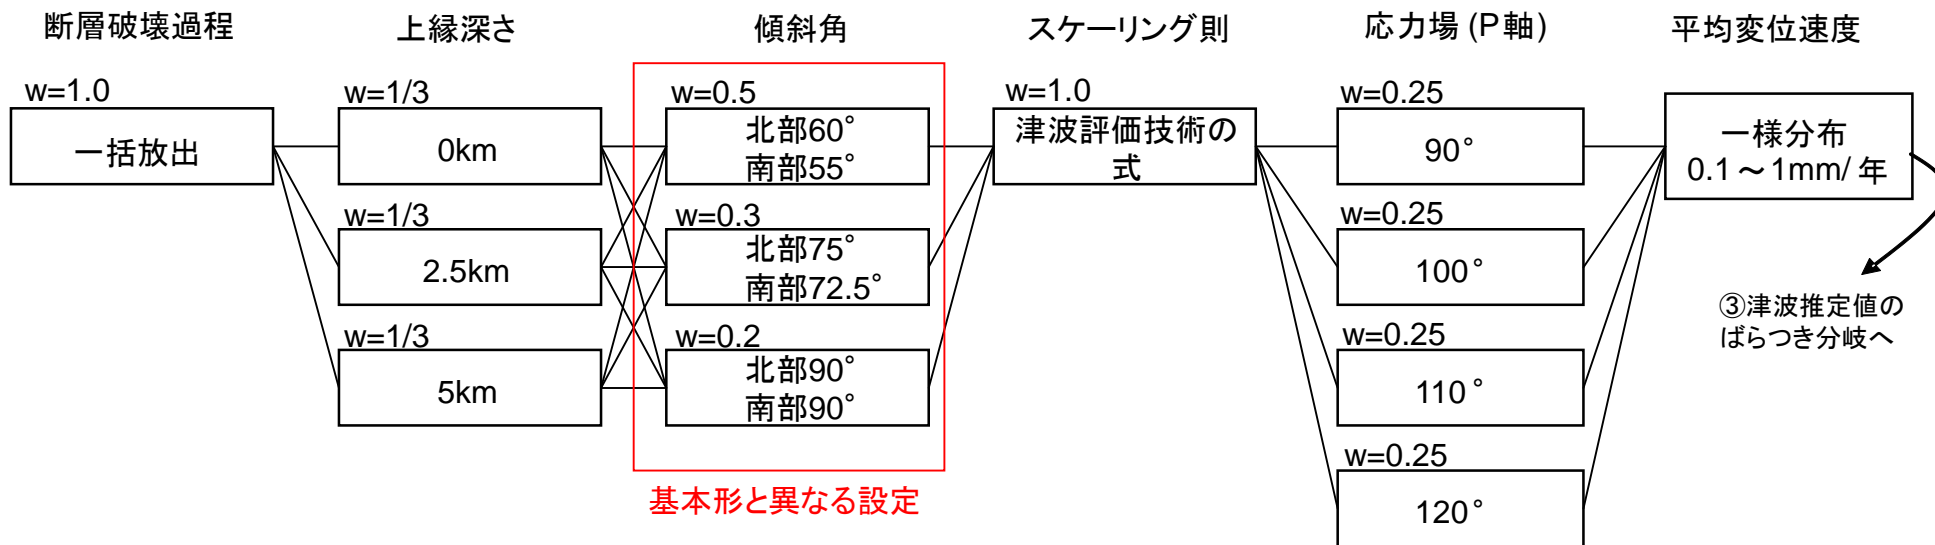 断層破壊過程
上縁深さ
傾斜角
スケーリング則
応力場 (P軸)
平均変位速度
w=1.0
一括放出
w=1/3
0km
w=1/3
2.5km
w=1/3
5km
w=0.5
北部60°
南部55°
w=0.3
北部75°
南部72.5°
w=0.2
北部90°
南部90°
基本形と異なる設定
w=1.0
津波評価技術の
式
w=0.25
90°
w=0.25
100°
w=0.25
110°
w=0.25
120°
一様分布
0.1～1mm/年
③津波推定値の
ばらつき分岐へ